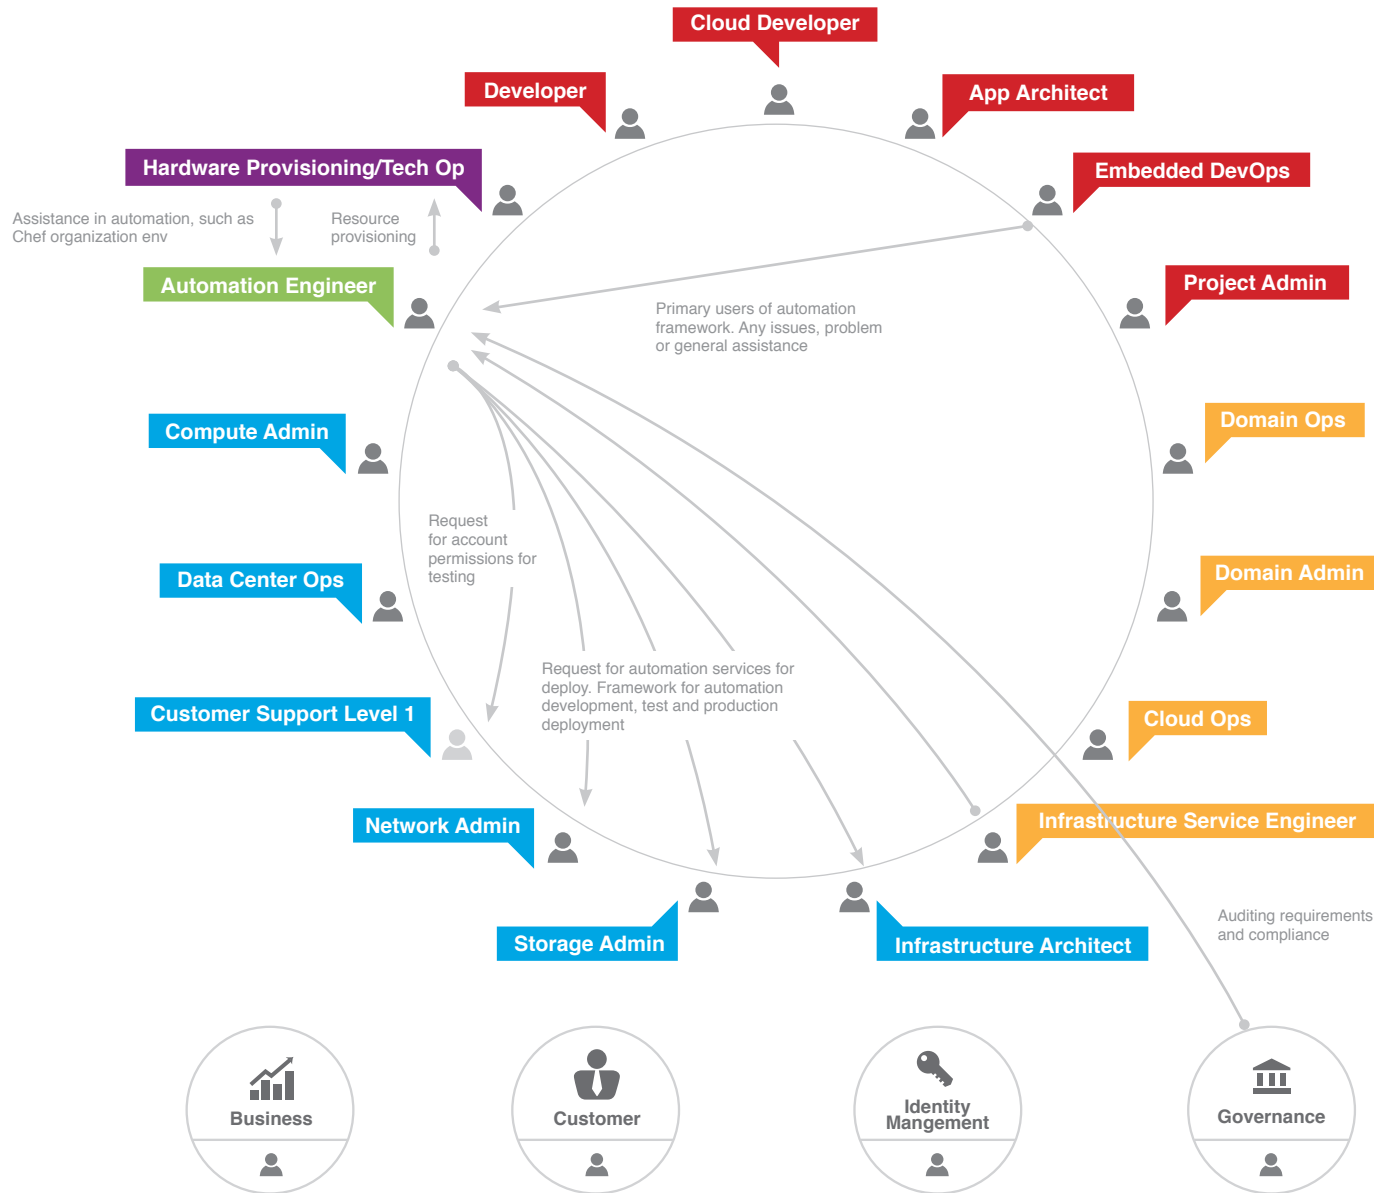 Cloud Developer
Developer
App Architect
Hardware Provisioning/Tech Op
Embedded DevOps
Assistance in automation, such as
Chef organization env
Resource
provisioning
Automation Engineer
Project Admin
Primary users of automation
framework. Any issues, problem
or general assistance
Compute Admin
Domain Ops
Request
for account
permissions for
testing
Data Center Ops
Domain Admin
Request for automation services for
deploy. Framework for automation
development, test and production
deployment
Customer Support Level 1
Cloud Ops
Network Admin
Infrastructure Service Engineer
Storage Admin
Infrastructure Architect
Auditing requirements
and compliance
Business
Customer
Identity
Mangement
Governance